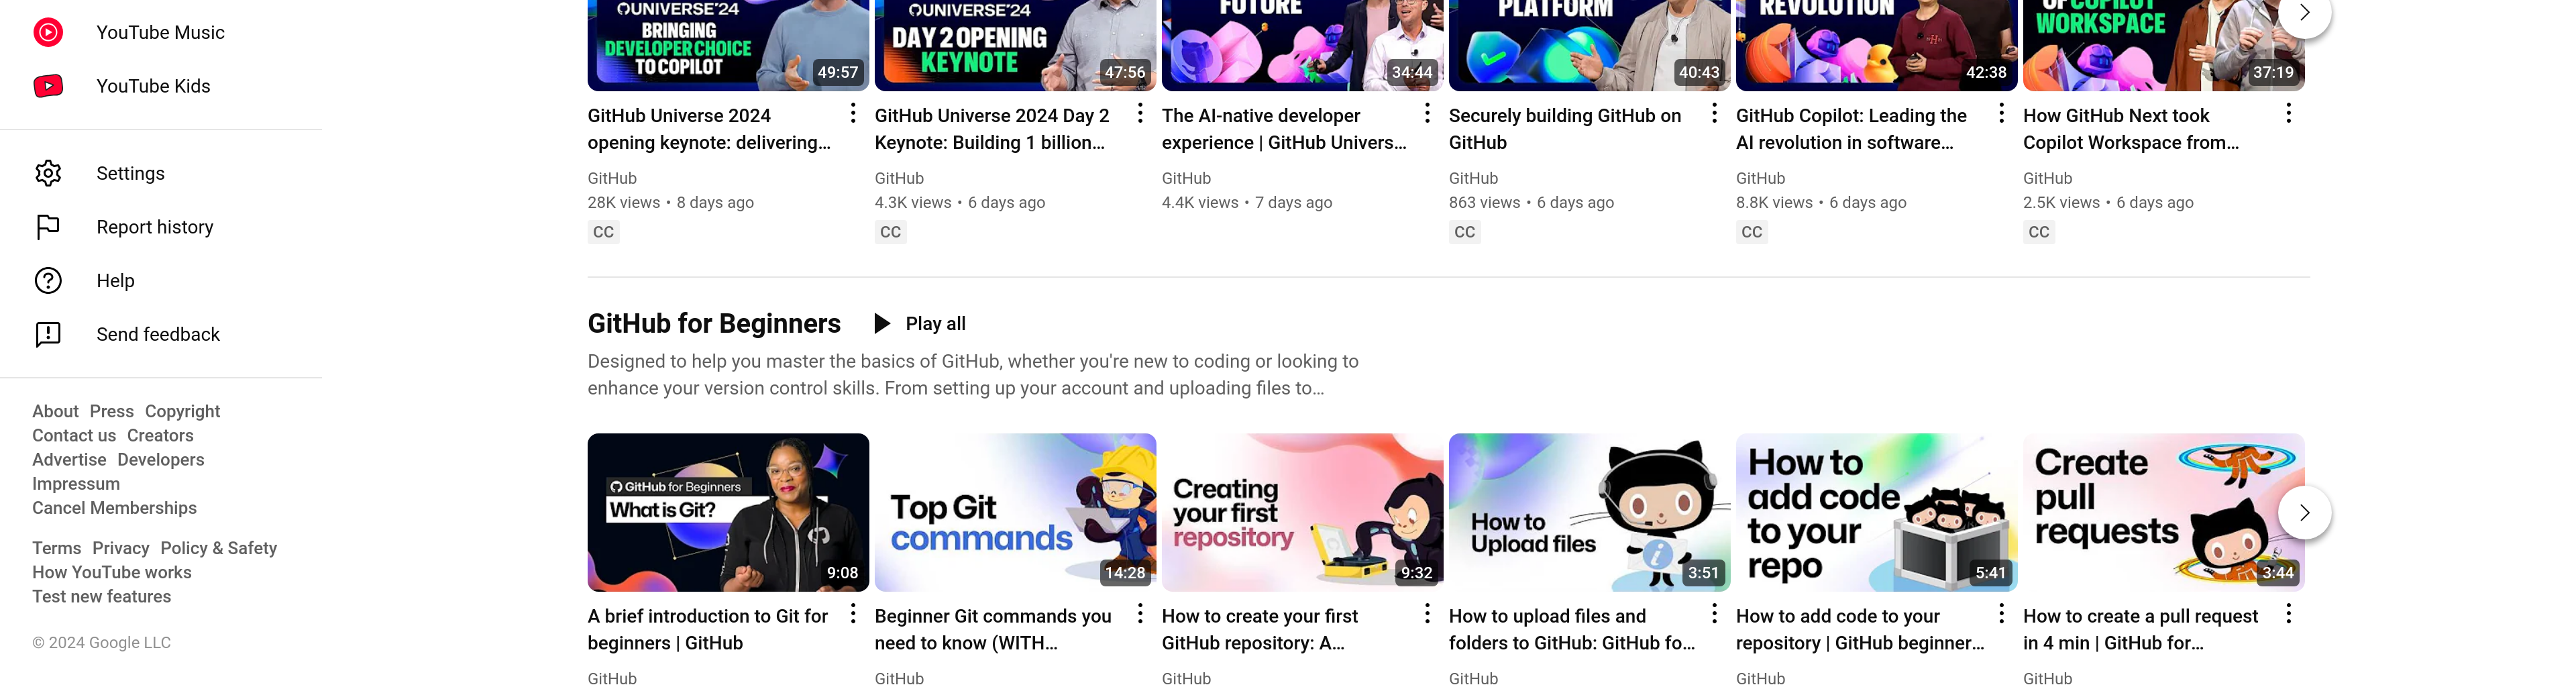 YouTube Music
YouTube Kids
Settings
Report history
Help
Send feedback
About Press Copyright
Contact us Creators
Advertise Developers
Impressum
Cancel Memberships
Terms Privacy Policy & Safety
How YouTube works
Test new features
© 2024 Google LLC
UNIVERSE'24
BRINGING
DEVELOPER CHOICE
TO COPILOT
49:57
GitHub Universe 2024
opening keynote: delivering…
GitHub
28K views • 8 days ago
CC
UNIVERSE'24
DAY 2 OPENING
KEYNOTE
47:56
GitHub Universe 2024 Day 2
Keynote: Building 1 billion…
GitHub
4.3K views • 6 days ago
CC
FUTURE
34:44
The AI-native developer
experience | GitHub Univers…
GitHub
4.4K views • 7 days ago
PLATFORM
40:43
Securely building GitHub on
GitHub
GitHub
863 views • 6 days ago
CC
REVOLUTION
"H"
42:38
GitHub Copilot: Leading the
AI revolution in software…
GitHub
8.8K views • 6 days ago
CC
OF COPILOT
WORKSPACE
37:19
How GitHub Next took
Copilot Workspace from…
GitHub
2.5K views • 6 days ago
CC
GitHub for Beginners
Play all
Designed to help you master the basics of GitHub, whether you're new to coding or looking to
enhance your version control skills. From setting up your account and uploading files to…
GitHub for Beginners
What is Git?
9:08
A brief introduction to Git for
beginners | GitHub
GitHub
Top Git
commands
14:28
Beginner Git commands you
need to know (WITH…
GitHub
Creating
your first
repository
9:32
How to create your first
GitHub repository: A…
GitHub
How to
Upload files
i
3:51
How to upload files and
folders to GitHub: GitHub fo…
GitHub
How to
add code
to your
repo
5:41
How to add code to your
repository | GitHub beginner…
GitHub
Create
pull
requests
3:44
How to create a pull request
in 4 min | GitHub for…
GitHub